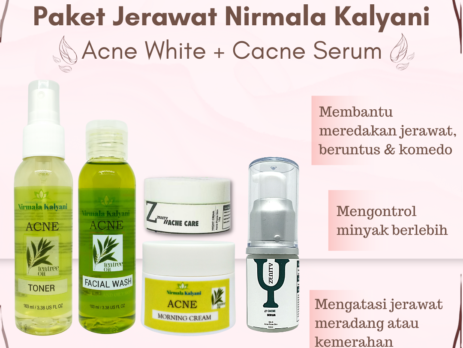 Paket Jerawat Nirmala Kalyani
Acne White + Cacne Serum
Membantu
meredakan jerawat,
beruntus & komedo
Mengontrol
minyak berlebih
Mengatasi jerawat
meradang atau
kemerahan
Nirmala Kalyani
ACNE
TONER
Nirmala Kalyani
ACNE
FACIAL WASH
ACNE CARE
Nirmala Kalyani
ACNE
MORNING CREAM
ZENITY